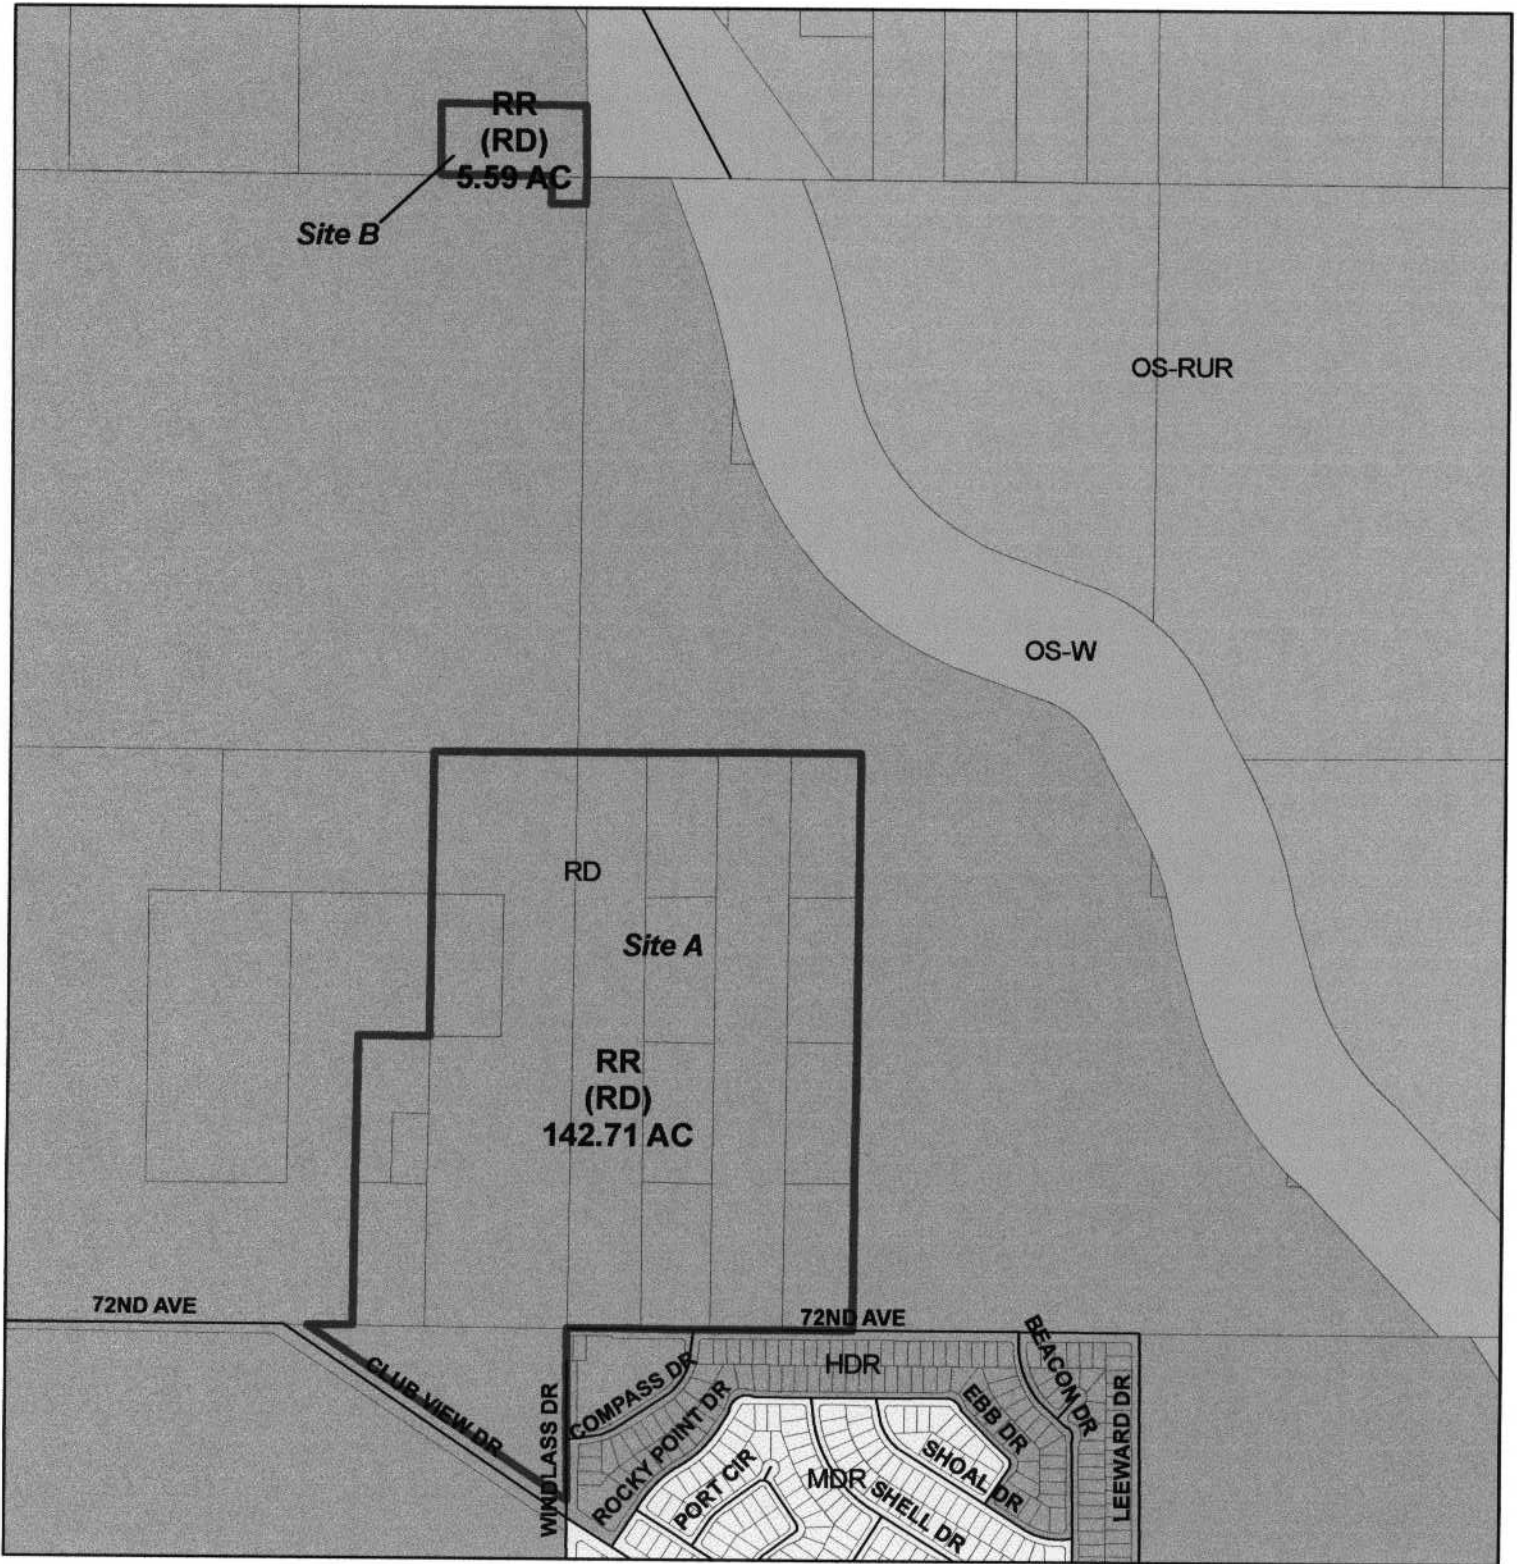 RR
(RD)
5.59 AC
Site B
OS-RUR
OS-W
RD
Site A
RR
(RD)
142.71 AC
72ND AVE
72ND AVE
CLUB VIEW DR
WINDLASS DR
COMPASS DR
ROCKY POINT DR
HDR
BEACON DR
EBB DR
LEEWARD DR
PORT CIR
MDR
SHOAL DR
SHELL DR